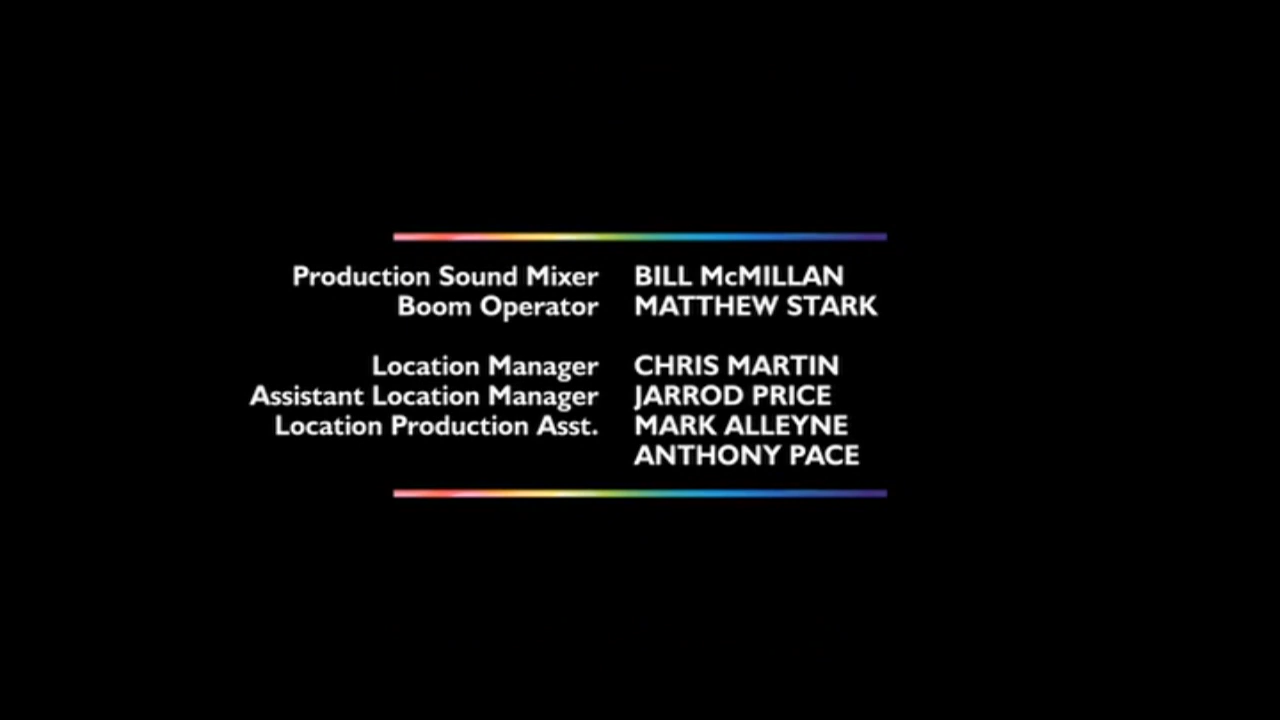 Production Sound Mixer BILL McMILLAN
Boom Operator MATTHEW STARK
Location Manager CHRIS MARTIN
Assistant Location Manager JARROD PRICE
Location Production Asst. MARK ALLEYNE
ANTHONY PACE